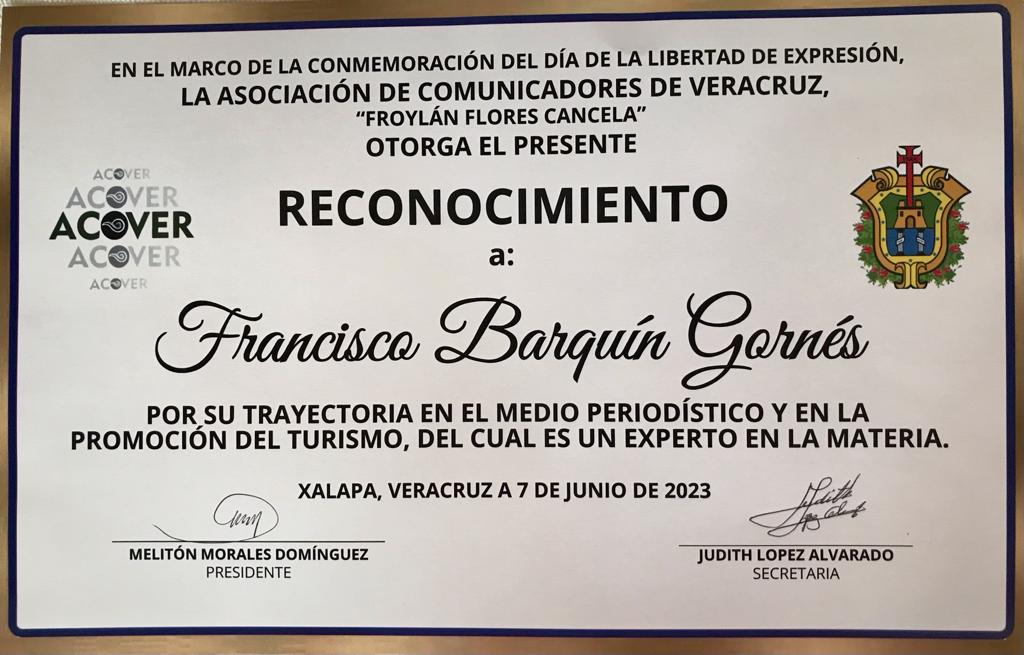 EN EL MARCO DE LA CONMEMORACIÓN DEL DÍA DE LA LIBERTAD DE EXPRESIÓN,
LA ASOCIACIÓN DE COMUNICADORES DE VERACRUZ,
“FROYLÁN FLORES CANCELA”
OTORGA EL PRESENTE
ACOVER
ACOVER
ACOVER
ACOVER
ACOVER
RECONOCIMIENTO
a:
Francisco Barquín Gornés
POR SU TRAYECTORIA EN EL MEDIO PERIODÍSTICO Y EN LA
PROMOCIÓN DEL TURISMO, DEL CUAL ES UN EXPERTO EN LA MATERIA.
XALAPA, VERACRUZ A 7 DE JUNIO DE 2023
MELITÓN MORALES DOMÍNGUEZ
PRESIDENTE
JUDITH LOPEZ ALVARADO
SECRETARIA